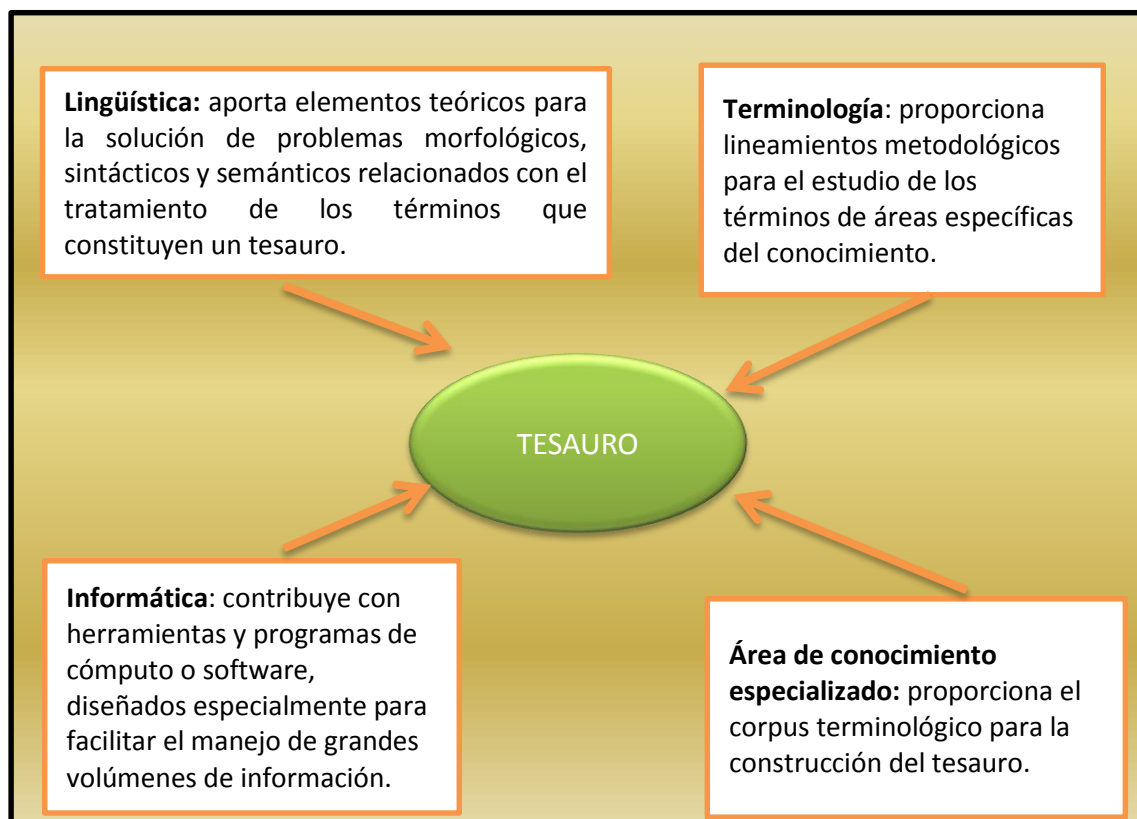 Lingüística: aporta elementos teóricos para
la solución de problemas morfológicos,
sintácticos y semánticos relacionados con el
tratamiento de los términos que
constituyen un tesauro.
Terminología: proporciona
lineamientos metodológicos
para el estudio de los
términos de áreas específicas
del conocimiento.
TESAURO
Informática: contribuye con
herramientas y programas de
cómputo o software,
diseñados especialmente para
facilitar el manejo de grandes
volúmenes de información.
Área de conocimiento
especializado: proporciona el
corpus terminológico para la
construcción del tesauro.